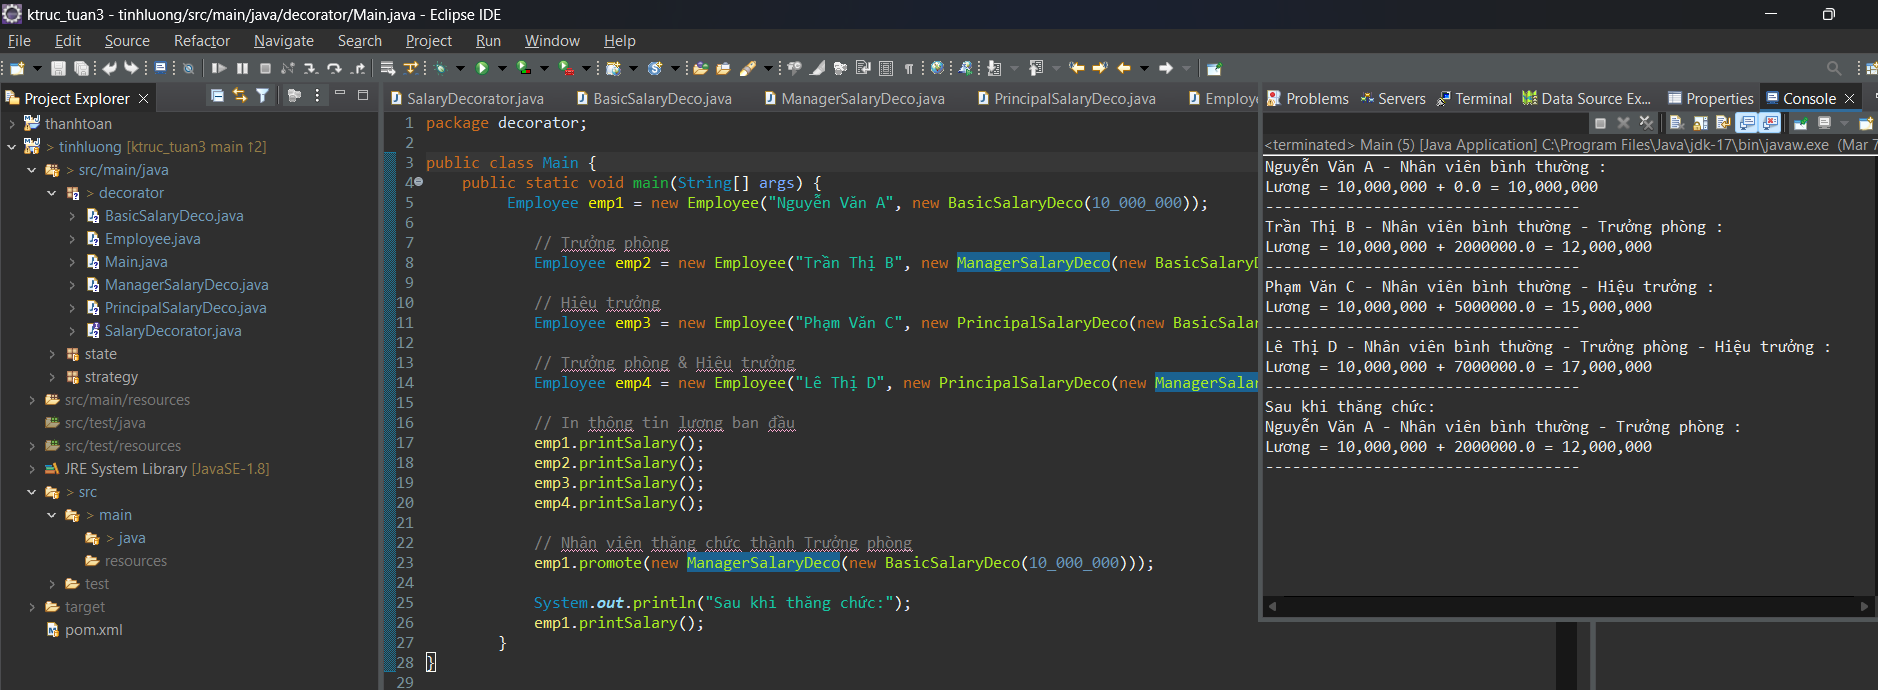 ktruc_tuan3 - tinhluong/src/main/java/decorator/Main.java - Eclipse IDE
File Edit Source Refactor Navigate Search Project Run Window Help
Project Explorer
thanhtoan
> tinhluong [ktruc_tuan3 main ↑2]
> src/main/java
> decorator
BasicSalaryDeco.java
Employee.java
Main.java
ManagerSalaryDeco.java
PrincipalSalaryDeco.java
SalaryDecorator.java
state
strategy
src/main/resources
src/test/java
src/test/resources
JRE System Library [JavaSE-1.8]
> src
> main
> java
resources
test
target
pom.xml
SalaryDecorator.java BasicSalaryDeco.java ManagerSalaryDeco.java PrincipalSalaryDeco.java Employe
1 package decorator;
2
3 public class Main {
4 public static void main(String[] args) {
5 Employee emp1 = new Employee("Nguyễn Văn A", new BasicSalaryDeco(10_000_000));
6
7 // Trưởng phòng
8 Employee emp2 = new Employee("Trần Thị B", new ManagerSalaryDeco(new BasicSalaryD
9
10 // Hiệu trưởng
11 Employee emp3 = new Employee("Phạm Văn C", new PrincipalSalaryDeco(new BasicSalar
12
13 // Trưởng phòng & Hiệu trưởng
14 Employee emp4 = new Employee("Lê Thị D", new PrincipalSalaryDeco(new ManagerSalar
15
16 // In thông tin lương ban đầu
17 emp1.printSalary();
18 emp2.printSalary();
19 emp3.printSalary();
20 emp4.printSalary();
21
22 // Nhân viên thăng chức thành Trưởng phòng
23 emp1.promote(new ManagerSalaryDeco(new BasicSalaryDeco(10_000_000)));
24
25 System.out.println("Sau khi thăng chức:");
26 emp1.printSalary();
27 }
28 }
29
Problems Servers Terminal Data Source Ex... Properties Console
<terminated> Main (5) [Java Application] C:\Program Files\Java\jdk-17\bin\javaw.exe (Mar 7
Nguyễn Văn A - Nhân viên bình thường :
Lương = 10,000,000 + 0.0 = 10,000,000
-----------------------------------
Trần Thị B - Nhân viên bình thường - Trưởng phòng :
Lương = 10,000,000 + 2000000.0 = 12,000,000
-----------------------------------
Phạm Văn C - Nhân viên bình thường - Hiệu trưởng :
Lương = 10,000,000 + 5000000.0 = 15,000,000
-----------------------------------
Lê Thị D - Nhân viên bình thường - Trưởng phòng - Hiệu trưởng :
Lương = 10,000,000 + 7000000.0 = 17,000,000
-----------------------------------
Sau khi thăng chức:
Nguyễn Văn A - Nhân viên bình thường - Trưởng phòng :
Lương = 10,000,000 + 2000000.0 = 12,000,000
-----------------------------------